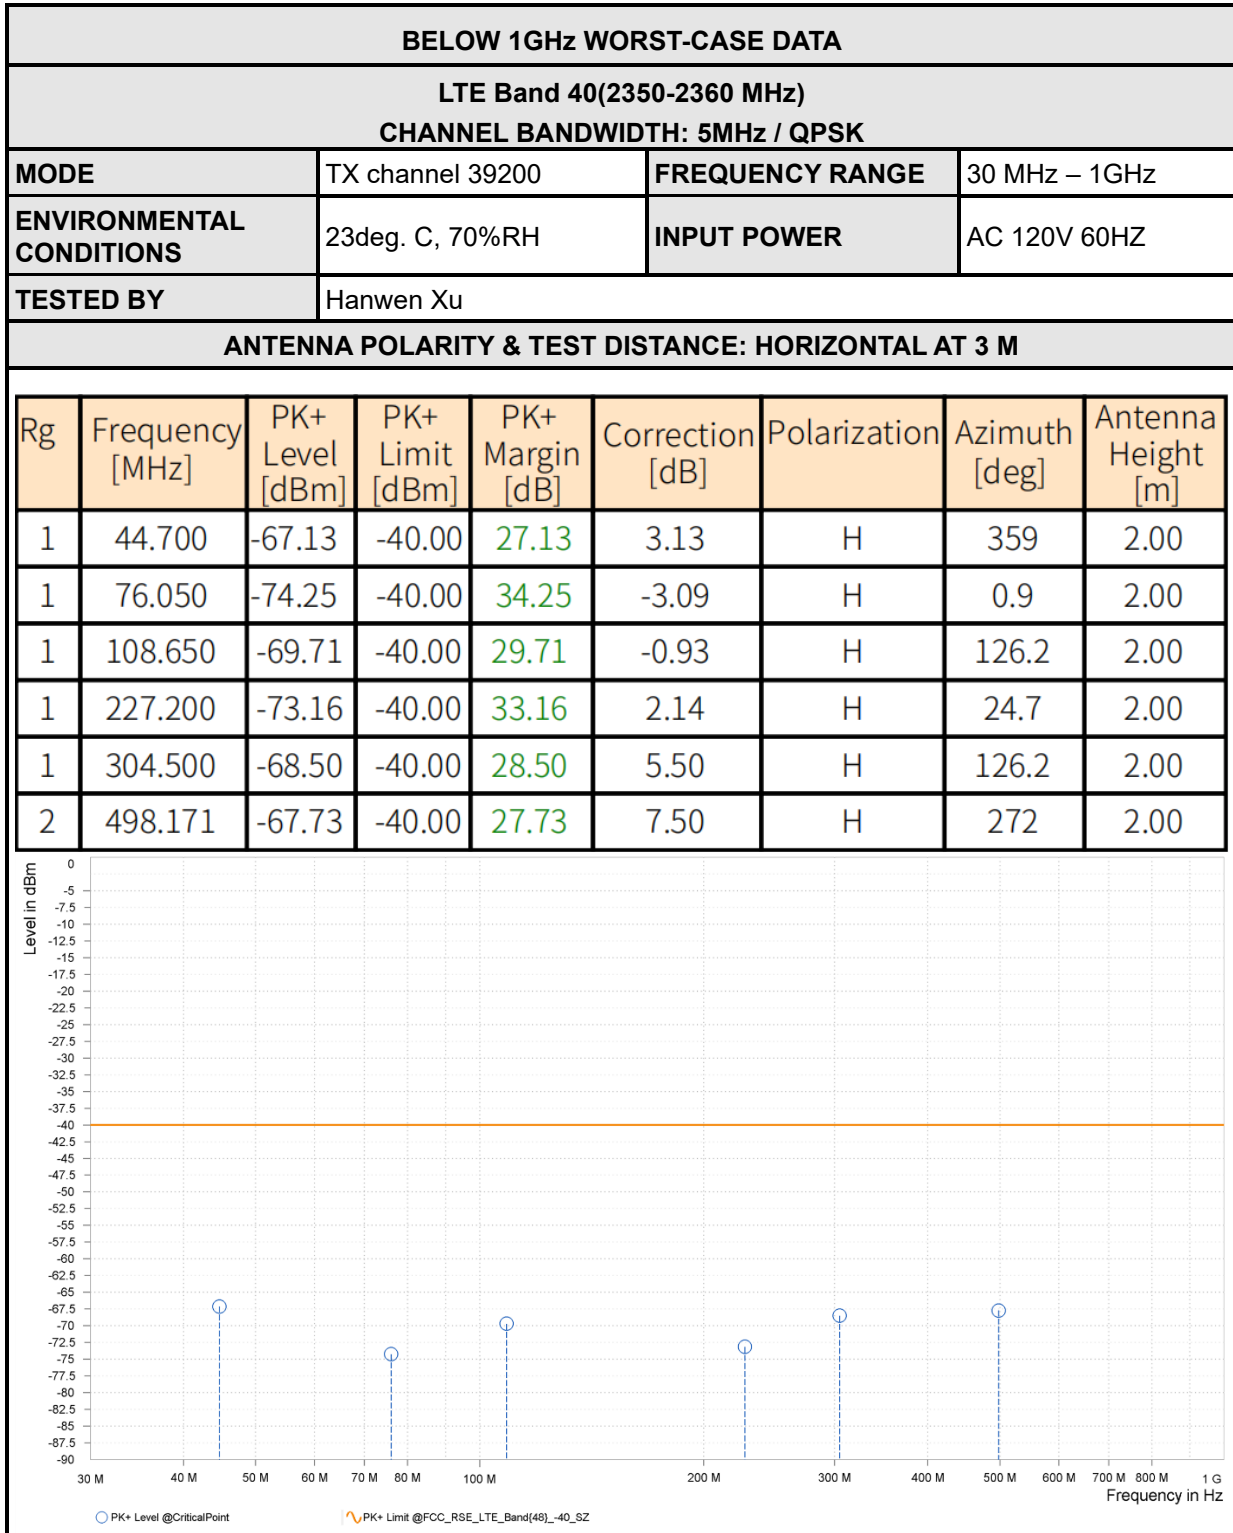 BELOW 1GHz WORST-CASE DATA
LTE Band 40(2350-2360 MHz)
CHANNEL BANDWIDTH: 5MHz / QPSK
MODE TX channel 39200 FREQUENCY RANGE 30 MHz – 1GHz
ENVIRONMENTAL CONDITIONS 23deg. C, 70%RH INPUT POWER AC 120V 60HZ
TESTED BY Hanwen Xu
ANTENNA POLARITY & TEST DISTANCE: HORIZONTAL AT 3 M
Rg Frequency [MHz] PK+ Level [dBm] PK+ Limit [dBm] PK+ Margin [dB] Correction [dB] Polarization Azimuth [deg] Antenna Height [m]
1 44.700 -67.13 -40.00 27.13 3.13 H 359 2.00
1 76.050 -74.25 -40.00 34.25 -3.09 H 0.9 2.00
1 108.650 -69.71 -40.00 29.71 -0.93 H 126.2 2.00
1 227.200 -73.16 -40.00 33.16 2.14 H 24.7 2.00
1 304.500 -68.50 -40.00 28.50 5.50 H 126.2 2.00
2 498.171 -67.73 -40.00 27.73 7.50 H 272 2.00
Level in dBm
0
-5
-7.5
-10
-12.5
-15
-17.5
-20
-22.5
-25
-27.5
-30
-32.5
-35
-37.5
-40
-42.5
-45
-47.5
-50
-52.5
-55
-57.5
-60
-62.5
-65
-67.5
-70
-72.5
-75
-77.5
-80
-82.5
-85
-87.5
-90
30 M 40 M 50 M 60 M 70 M 80 M 100 M 200 M 300 M 400 M 500 M 600 M 700 M 800 M 1 G
Frequency in Hz
PK+ Level @CriticalPoint PK+ Limit @FCC_RSE_LTE_Band(48)_-40_SZ